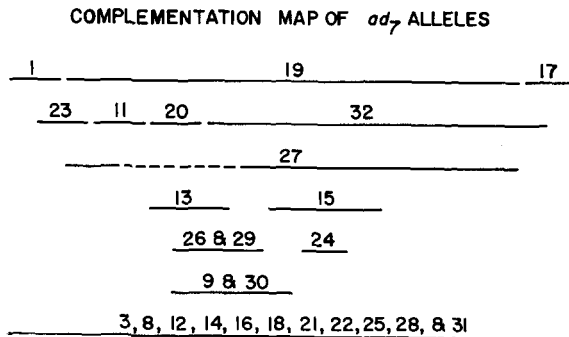 COMPLEMENTATION MAP OF ad7 ALLELES
1 19 17
23 11 20 32
27
13 15
26 & 29 24
9 & 30
3, 8, 12, 14, 16, 18, 21, 22, 25, 28, & 31